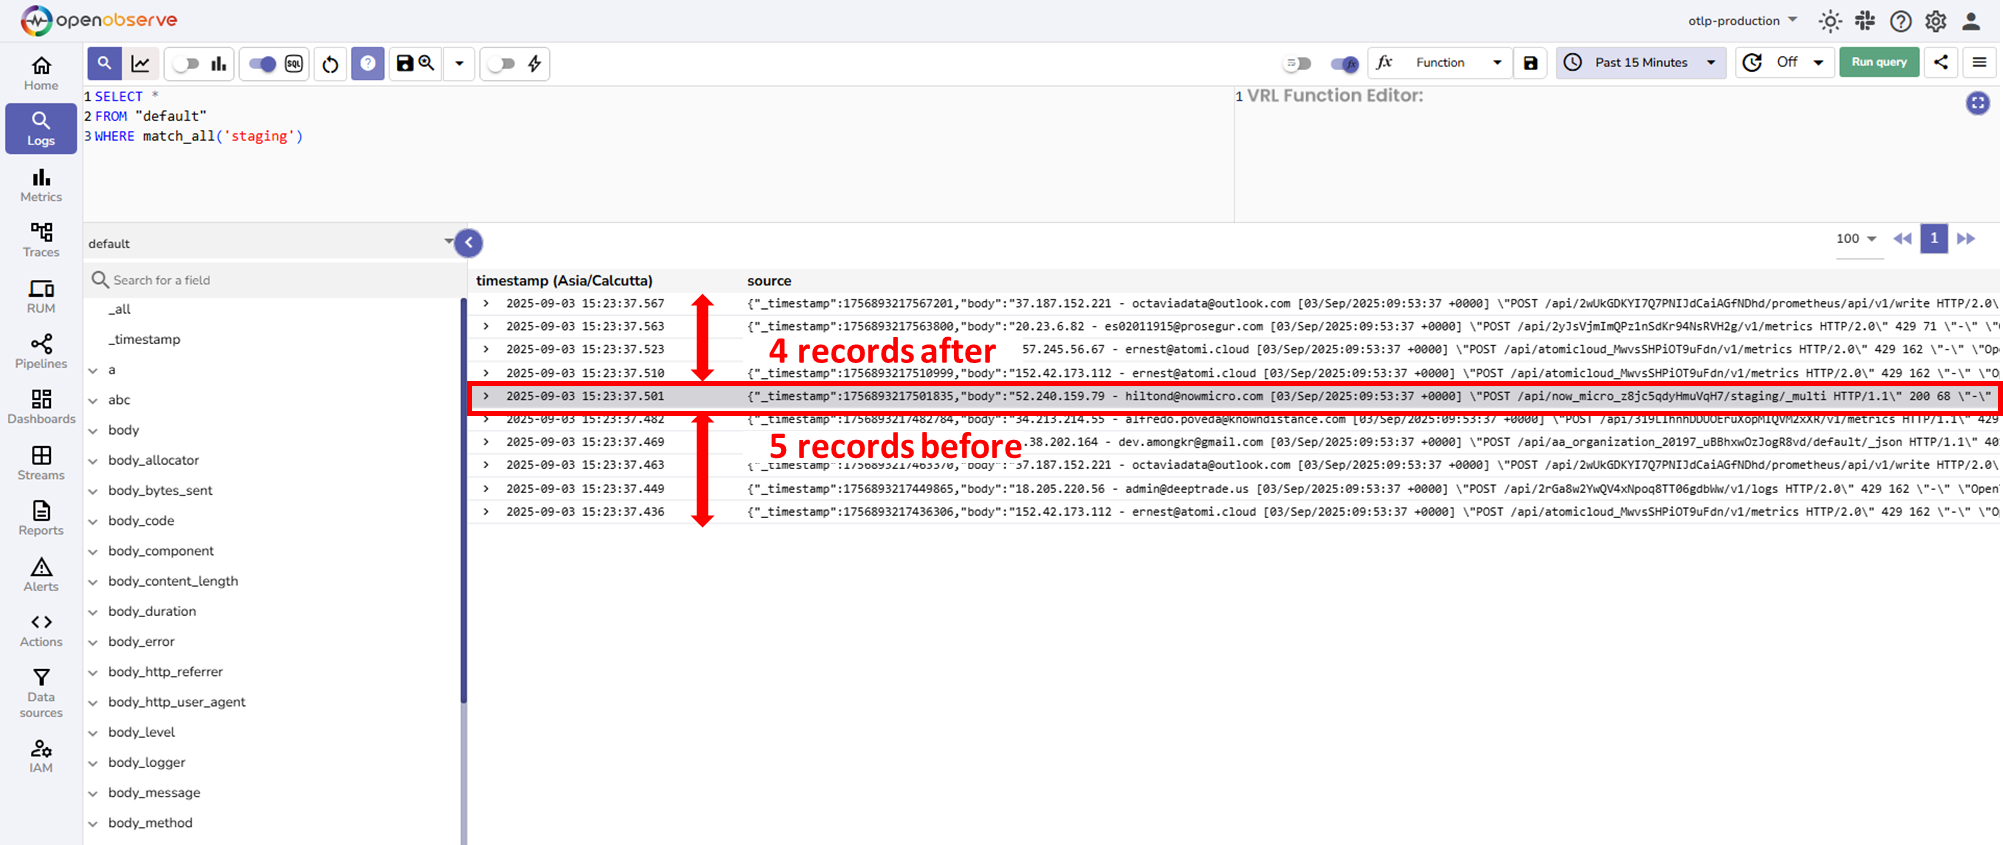 openobserve
otlp-production
Home
Logs
Metrics
Traces
RUM
Pipelines
Dashboards
Streams
Reports
Alerts
Actions
Data
sources
IAM
SQL
fx
fx Function
Past 15 Minutes
Off
Run query
1 SELECT *
2 FROM "default"
3 WHERE match_all('staging')
1 VRL Function Editor:
default
Search for a field
_all
_timestamp
a
abc
body
body_allocator
body_bytes_sent
body_code
body_component
body_content_length
body_duration
body_error
body_http_referrer
body_http_user_agent
body_level
body_logger
body_message
body_method
100
1
timestamp (Asia/Calcutta) source
2025-09-03 15:23:37.567 {"_timestamp":1756893217567201,"body":"37.187.152.221 - octaviadata@outlook.com [03/Sep/2025:09:53:37 +0000] \"POST /api/2wUkGDKYI7Q7PNIJdCaiAGfNDhd/prometheus/api/v1/write HTTP/2.0\
2025-09-03 15:23:37.563 {"_timestamp":1756893217563800,"body":"20.23.6.82 - es02011915@prosegur.com [03/Sep/2025:09:53:37 +0000] \"POST /api/2yJsVjmImQPz1nSdKr94NsRVH2g/v1/metrics HTTP/2.0\" 429 71 \"-\" \"O
2025-09-03 15:23:37.523 57.245.56.67 - ernest@atomi.cloud [03/Sep/2025:09:53:37 +0000] \"POST /api/atomicloud_MwvsSHPiOT9uFdn/v1/metrics HTTP/2.0\" 429 162 \"-\" \"Ope
4 records after
2025-09-03 15:23:37.510 {"_timestamp":1756893217510999,"body":"152.42.173.112 - ernest@atomi.cloud [03/Sep/2025:09:53:37 +0000] \"POST /api/atomicloud_MwvsSHPiOT9uFdn/v1/metrics HTTP/2.0\" 429 162 \"-\" \"O
2025-09-03 15:23:37.501 {"_timestamp":1756893217501835,"body":"52.240.159.79 - hiltond@nowmicro.com [03/Sep/2025:09:53:37 +0000] \"POST /api/now_micro_z8jc5qdyHmuVqH7/staging/_multi HTTP/1.1\" 200 68 \"-\"
2025-09-03 15:23:37.482 {"_timestamp":1756893217482784,"body":"34.213.214.55 - alfredo.poveda@knowndistance.com [03/Sep/2025:09:53:37 +0000] \"POST /api/319LIhnhDDUOEruXopMlQVM2xXR/v1/metrics HTTP/1.1\" 429
2025-09-03 15:23:37.469 .38.202.164 - dev.amongkr@gmail.com [03/Sep/2025:09:53:37 +0000] \"POST /api/aa_organization_20197_uBBhxwOzJogR8vd/default/_json HTTP/1.1\" 40
5 records before
2025-09-03 15:23:37.463 {"_timestamp":1756893217463370,"body":"37.187.152.221 - octaviadata@outlook.com [03/Sep/2025:09:53:37 +0000] \"POST /api/2wUkGDKYI7Q7PNIJdCaiAGfNDhd/prometheus/api/v1/write HTTP/2.0\
2025-09-03 15:23:37.449 {"_timestamp":1756893217449865,"body":"18.205.220.56 - admin@deeptrade.us [03/Sep/2025:09:53:37 +0000] \"POST /api/2rGa8w2YwQV4xNpoq8TT06gdbWw/v1/logs HTTP/2.0\" 429 162 \"-\" \"Open
2025-09-03 15:23:37.436 {"_timestamp":1756893217436306,"body":"152.42.173.112 - ernest@atomi.cloud [03/Sep/2025:09:53:37 +0000] \"POST /api/atomicloud_MwvsSHPiOT9uFdn/v1/metrics HTTP/2.0\" 429 162 \"-\" \"O